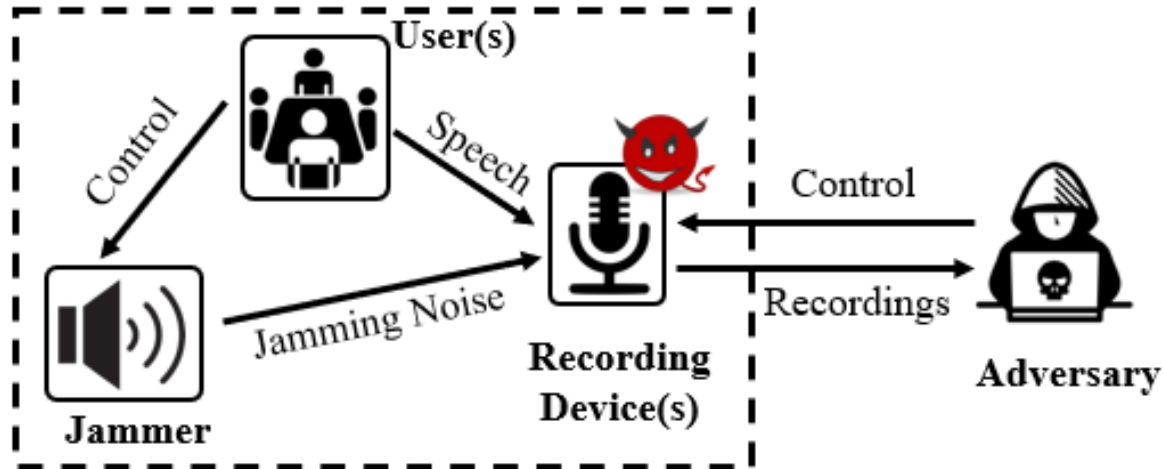 User(s)
Control
Speech
Control
Jamming Noise
Recordings
Recording
Device(s)
Adversary
Jammer